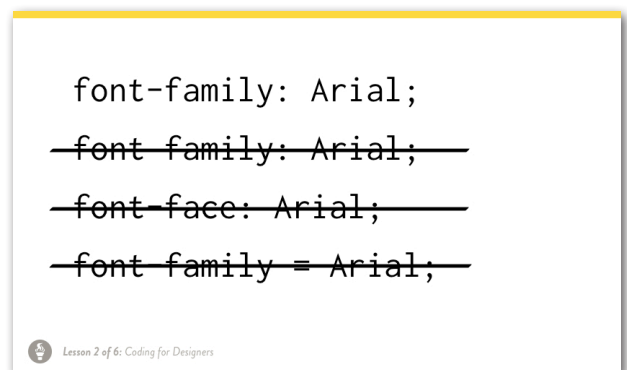 font-family: Arial;
font family: Arial;
font-face: Arial;
font-family = Arial;
Lesson 2 of 6: Coding for Designers